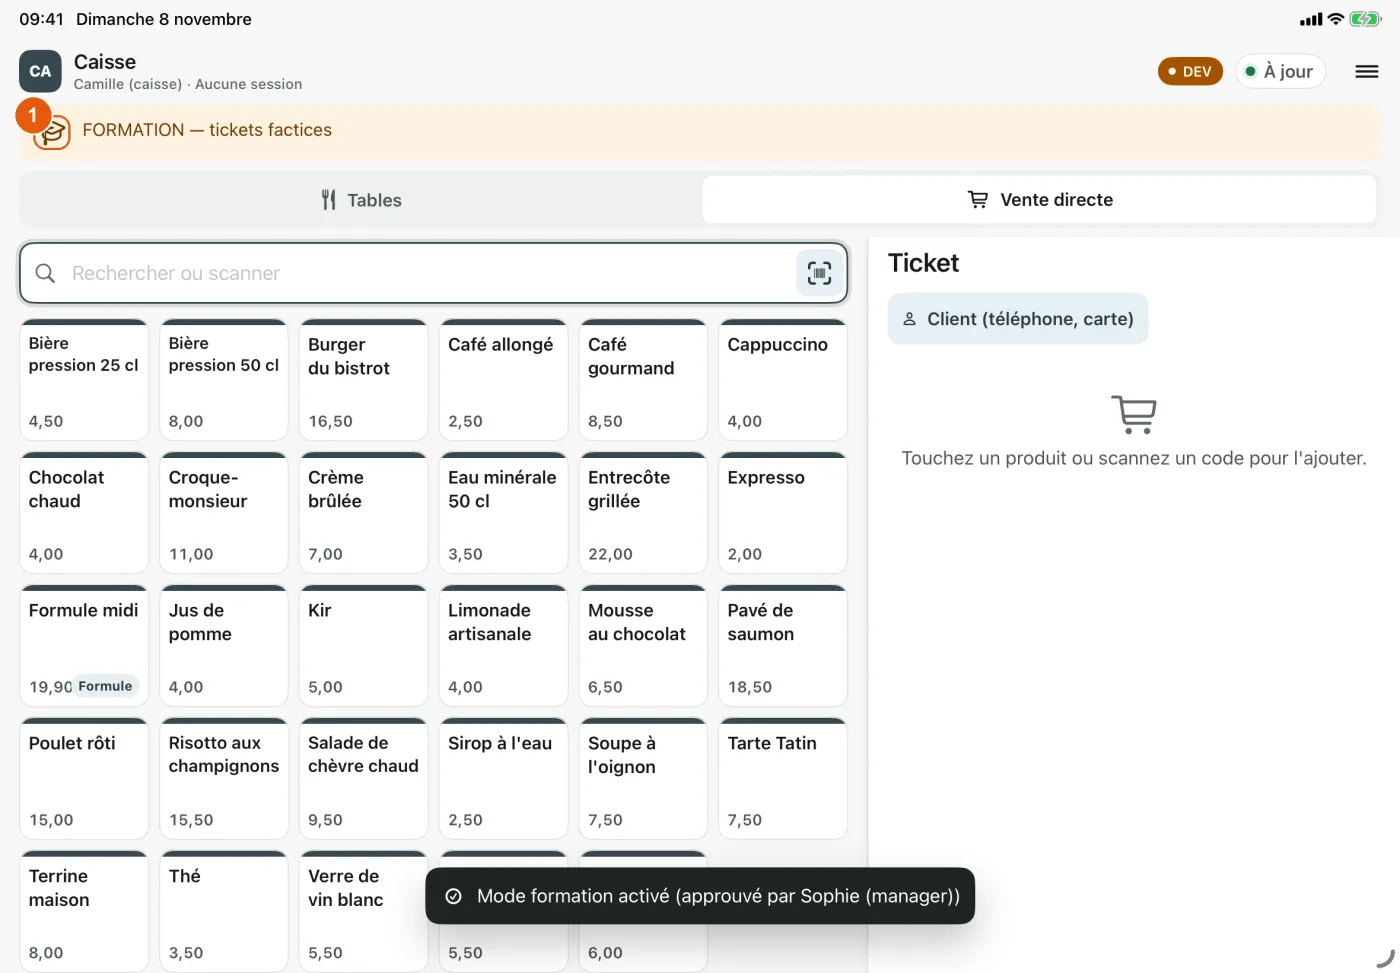 09:41 Dimanche 8 novembre
CA
Caisse
Camille (caisse) · Aucune session
DEV
À jour
1
FORMATION — tickets factices
Tables
Vente directe
Rechercher ou scanner
Ticket
Client (téléphone, carte)
Touchez un produit ou scannez un code pour l'ajouter.
Bière
pression 25 cl
4,50
Bière
pression 50 cl
8,00
Burger
du bistrot
16,50
Café allongé
2,50
Café
gourmand
8,50
Cappuccino
4,00
Chocolat
chaud
4,00
Croque-
monsieur
11,00
Crème
brûlée
7,00
Eau minérale
50 cl
3,50
Entrecôte
grillée
22,00
Expresso
2,00
Formule midi
19,90
Formule
Jus de
pomme
4,00
Kir
5,00
Limonade
artisanale
4,00
Mousse
au chocolat
6,50
Pavé de
saumon
18,50
Poulet rôti
15,00
Risotto aux
champignons
15,50
Salade de
chèvre chaud
9,50
Sirop à l'eau
2,50
Soupe à
l'oignon
7,50
Tarte Tatin
7,50
Terrine
maison
8,00
Thé
3,50
Verre de
vin blanc
5,50
5,50
6,00
Mode formation activé (approuvé par Sophie (manager))